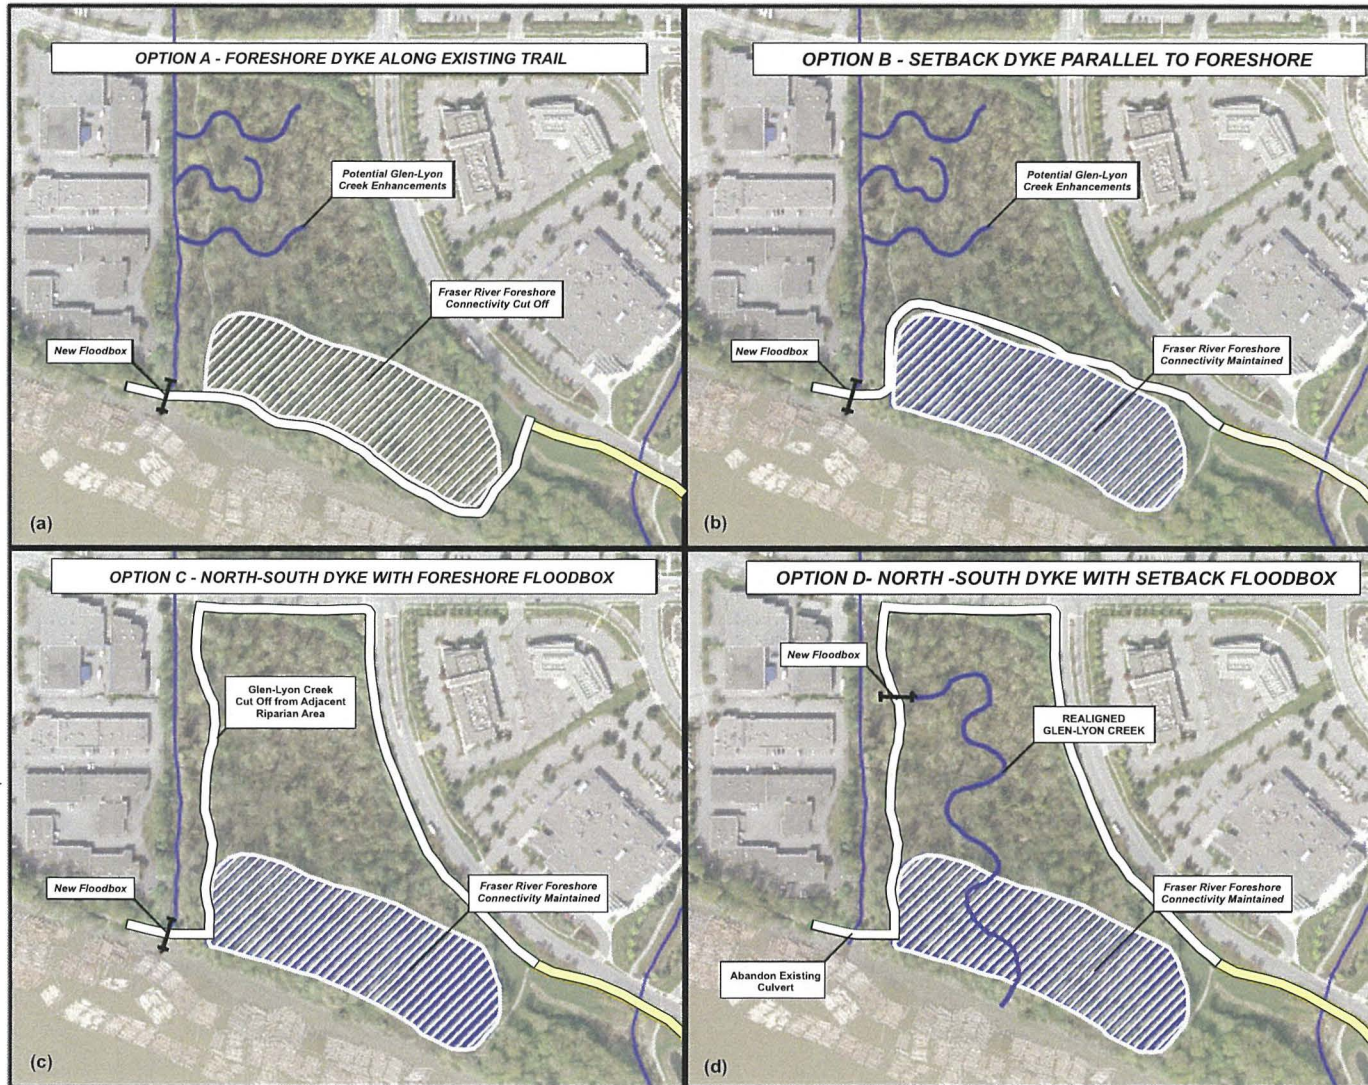 OPTION A - FORESHORE DYKE ALONG EXISTING TRAIL
Potential Glen-Lyon
Creek Enhancements
Fraser River Foreshore
Connectivity Cut Off
New Floodbox
(a)
OPTION B - SETBACK DYKE PARALLEL TO FORESHORE
Potential Glen-Lyon
Creek Enhancements
New Floodbox
Fraser River Foreshore
Connectivity Maintained
(b)
OPTION C - NORTH-SOUTH DYKE WITH FORESHORE FLOODBOX
Glen-Lyon Creek
Cut Off from Adjacent
Riparian Area
New Floodbox
Fraser River Foreshore
Connectivity Maintained
(c)
OPTION D- NORTH -SOUTH DYKE WITH SETBACK FLOODBOX
New Floodbox
REALIGNED
GLEN-LYON CREEK
Fraser River Foreshore
Connectivity Maintained
Abandon Existing
Culvert
(d)